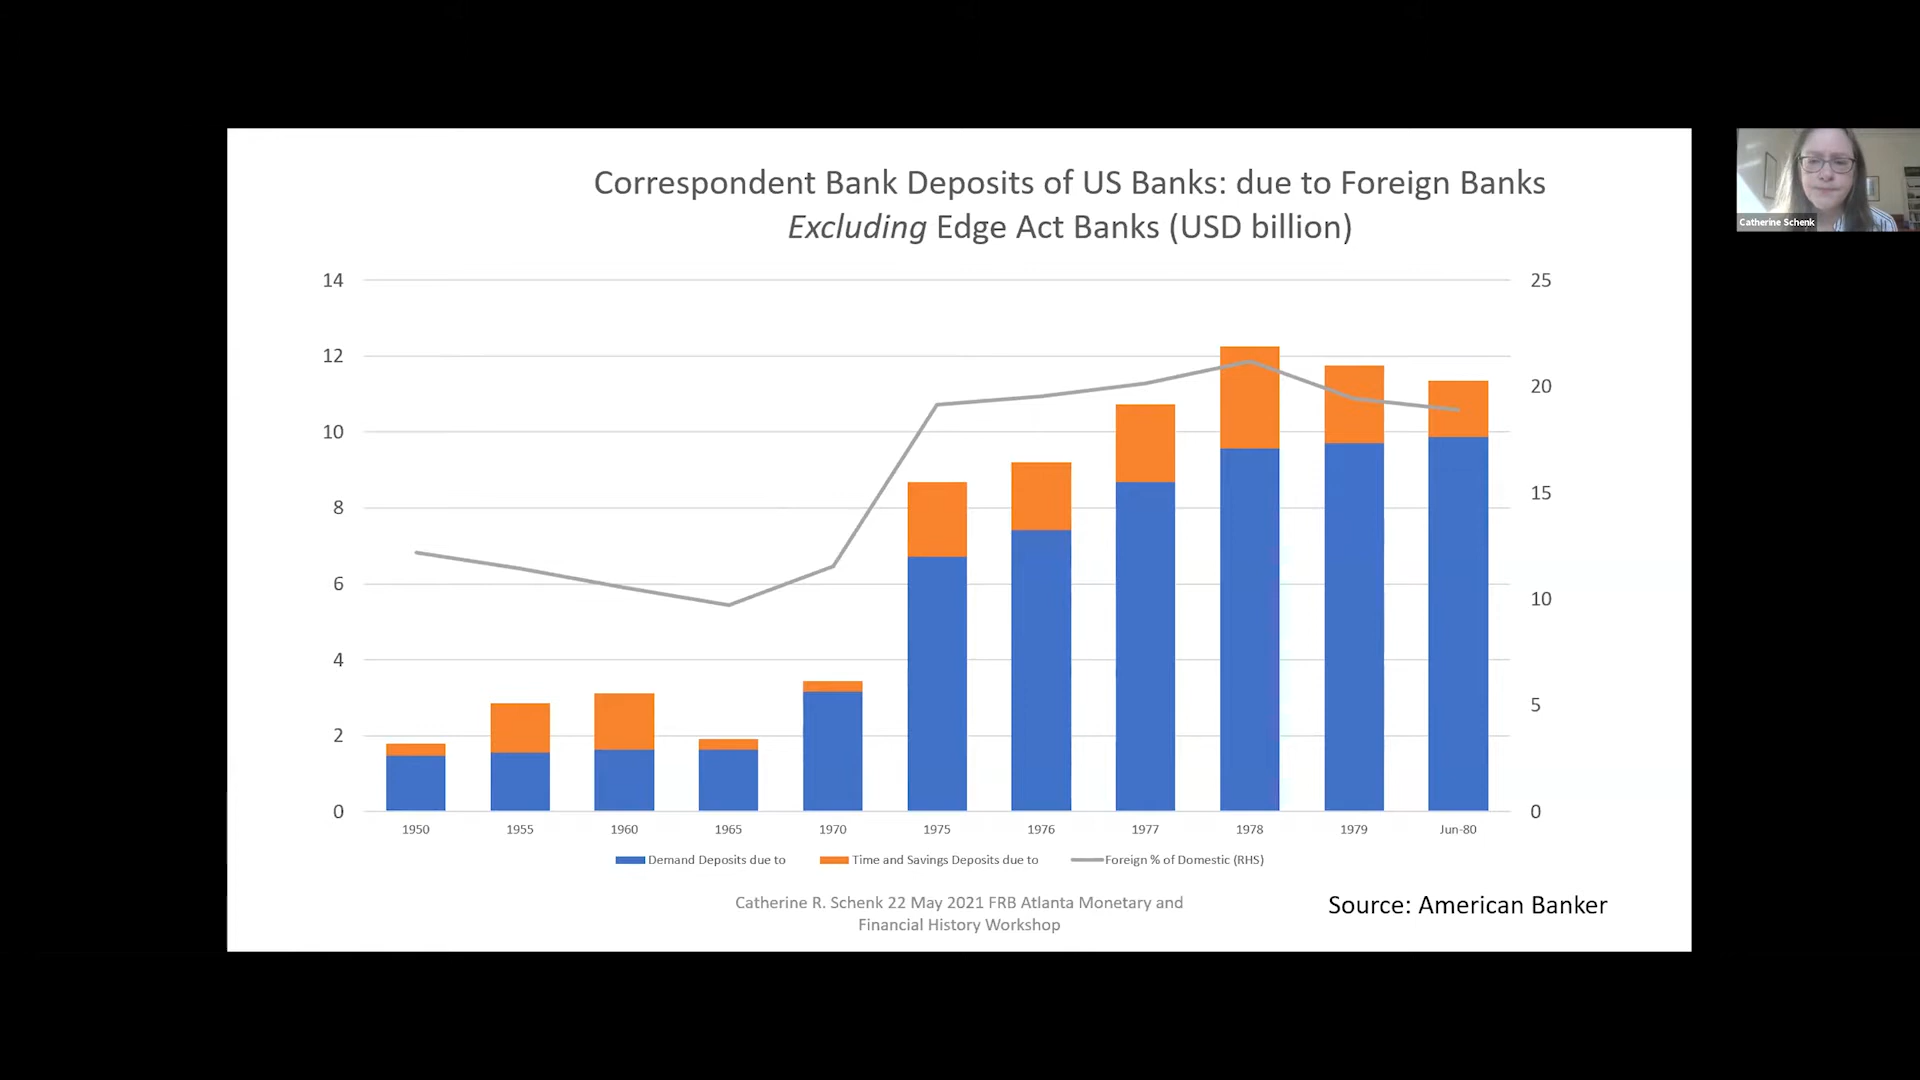 Correspondent Bank Deposits of US Banks: due to Foreign Banks
Excluding Edge Act Banks (USD billion)
Catherine Schenk
14
12
10
8
6
4
2
0
25
20
15
10
5
0
1950 1955 1960 1965 1970 1975 1976 1977 1978 1979 Jun-80
Demand Deposits due to Time and Savings Deposits due to Foreign % of Domestic (RHS)
Catherine R. Schenk 22 May 2021 FRB Atlanta Monetary and
Financial History Workshop
Source: American Banker